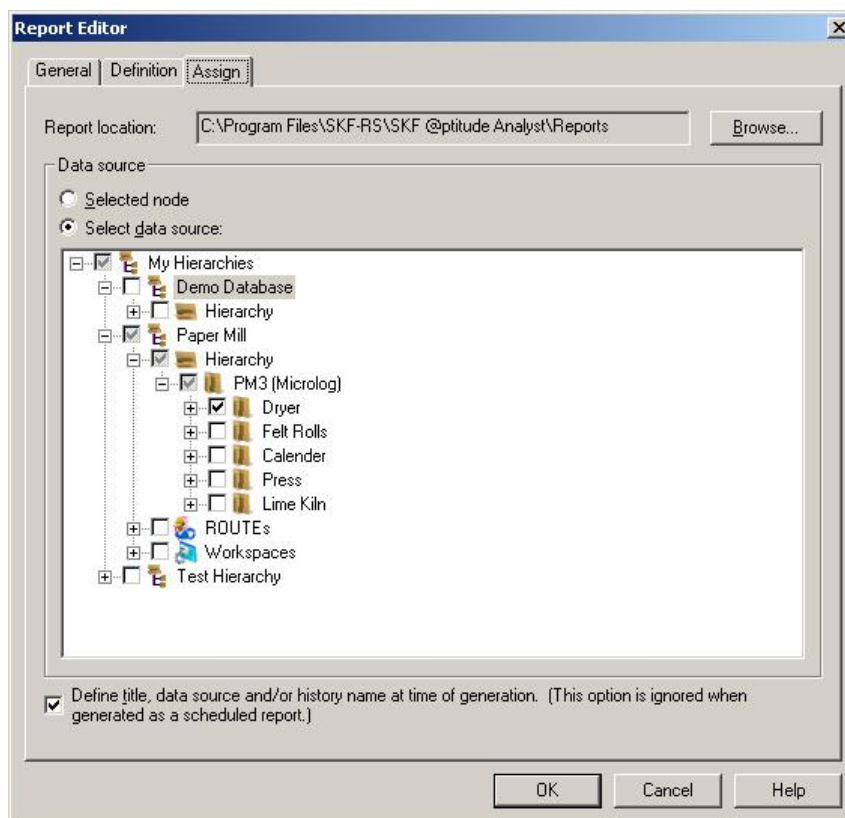 Report Editor
General Definition Assign
Report location: C:\Program Files\SKF-RS\SKF @ptitude Analyst\Reports Browse...
Data source
Selected node
Select data source:
My Hierarchies
Demo Database
Hierarchy
Paper Mill
Hierarchy
PM3 (Microlog)
Dryer
Felt Rolls
Calender
Press
Lime Kiln
ROUTEs
Workspaces
Test Hierarchy
Define title, data source and/or history name at time of generation. (This option is ignored when
generated as a scheduled report.)
OK Cancel Help